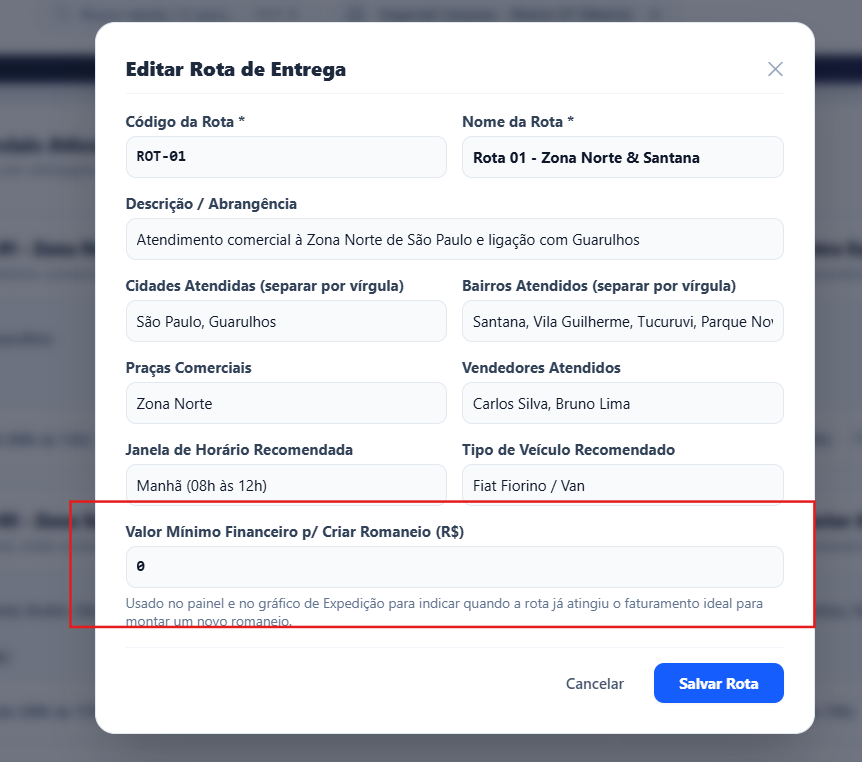 Editar Rota de Entrega
Código da Rota *
Nome da Rota *
ROT-01
Rota 01 - Zona Norte & Santana
Descrição / Abrangência
Atendimento comercial à Zona Norte de São Paulo e ligação com Guarulhos
Cidades Atendidas (separar por vírgula)
Bairros Atendidos (separar por vírgula)
São Paulo, Guarulhos
Santana, Vila Guilherme, Tucuruvi, Parque Nov
Praças Comerciais
Vendedores Atendidos
Zona Norte
Carlos Silva, Bruno Lima
Janela de Horário Recomendada
Tipo de Veículo Recomendado
Manhã (08h às 12h)
Fiat Fiorino / Van
Valor Mínimo Financeiro p/ Criar Romaneio (R$)
0
Usado no painel e no gráfico de Expedição para indicar quando a rota já atingiu o faturamento ideal para
montar um novo romaneio.
Cancelar
Salvar Rota